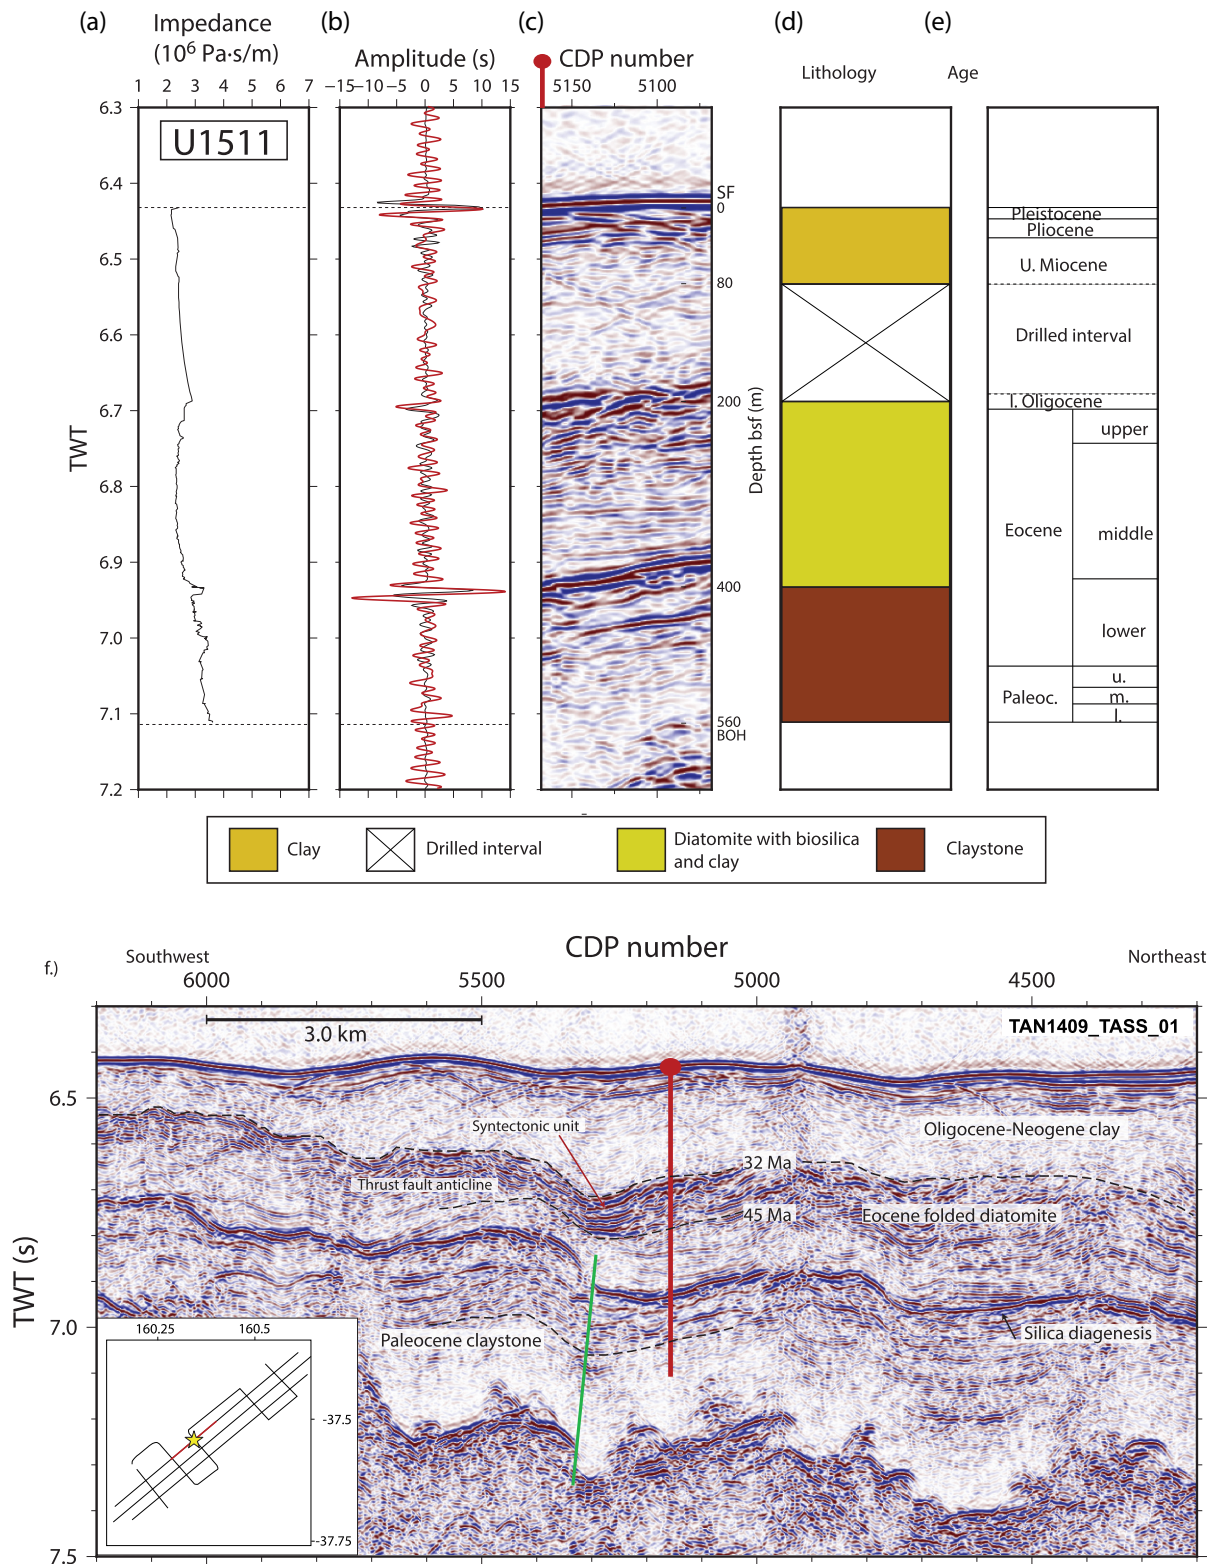 (a)
Impedance
(10⁶ Pa·s/m)
1 2 3 4 5 6 7
(b)
Amplitude (s)
−15 −10 −5 0 5 10 15
(c)
CDP number
5150 5100
(d)
Lithology
(e)
Age
U1511
TWT
6.3
6.4
6.5
6.6
6.7
6.8
6.9
7.0
7.1
7.2
SF
0
80
200
400
560
BOH
Depth bsf (m)
Pleistocene
Pliocene
U. Miocene
Drilled interval
l. Oligocene
Eocene
upper
middle
lower
Paleoc.
u.
m.
l.
Clay
Drilled interval
Diatomite with biosilica
and clay
Claystone
f.)
Southwest
CDP number
Northeast
6000 5500 5000 4500
3.0 km
TAN1409_TASS_01
TWT (s)
6.5
7.0
7.5
Syntectonic unit
Oligocene-Neogene clay
32 Ma
Thrust fault anticline
45 Ma
Eocene folded diatomite
Paleocene claystone
Silica diagenesis
160.25 160.5
-37.5
-37.75